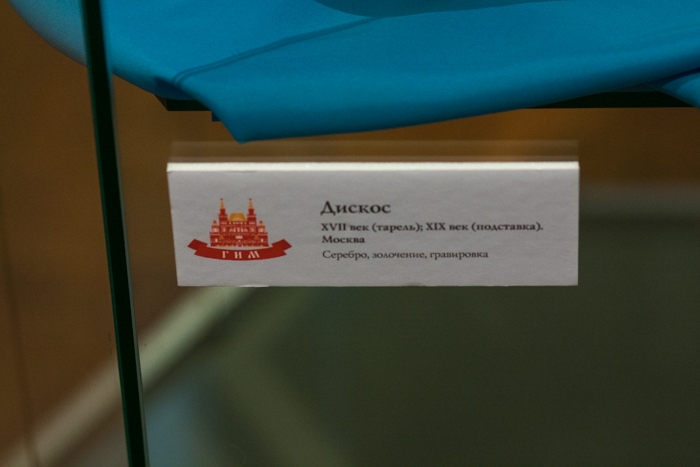 Дискос
XVII век (тарель); XIX век (подставка).
Москва
Серебро, золочение, гравировка
ГИМ